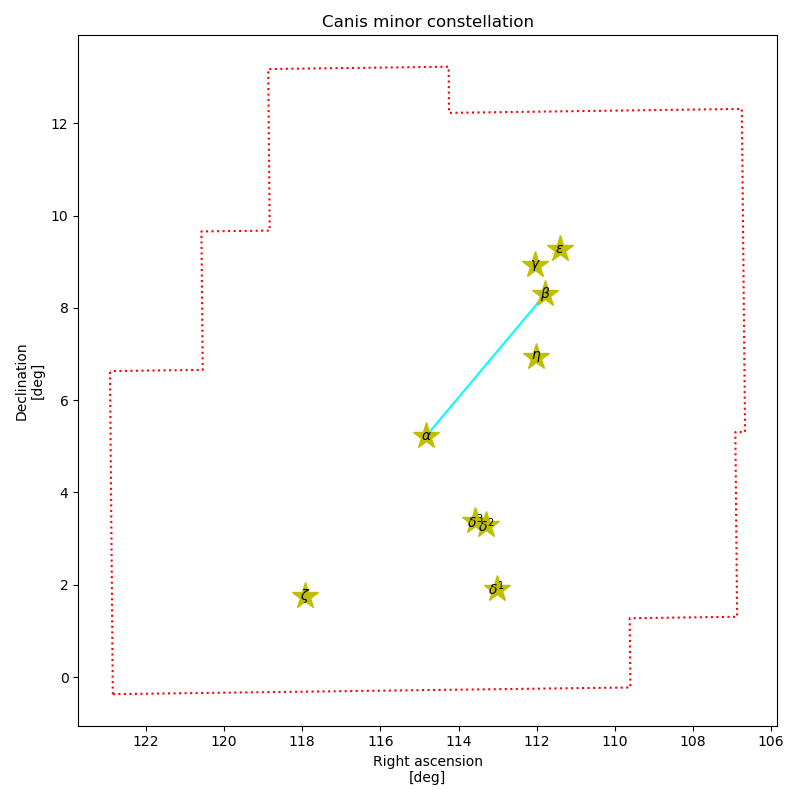 Canis minor constellation
12
10
8
6
4
2
0
Declination
[deg]
ε
γ
β
η
α
δ³
δ²
δ¹
ζ
122 120 118 116 114 112 110 108 106
Right ascension
[deg]